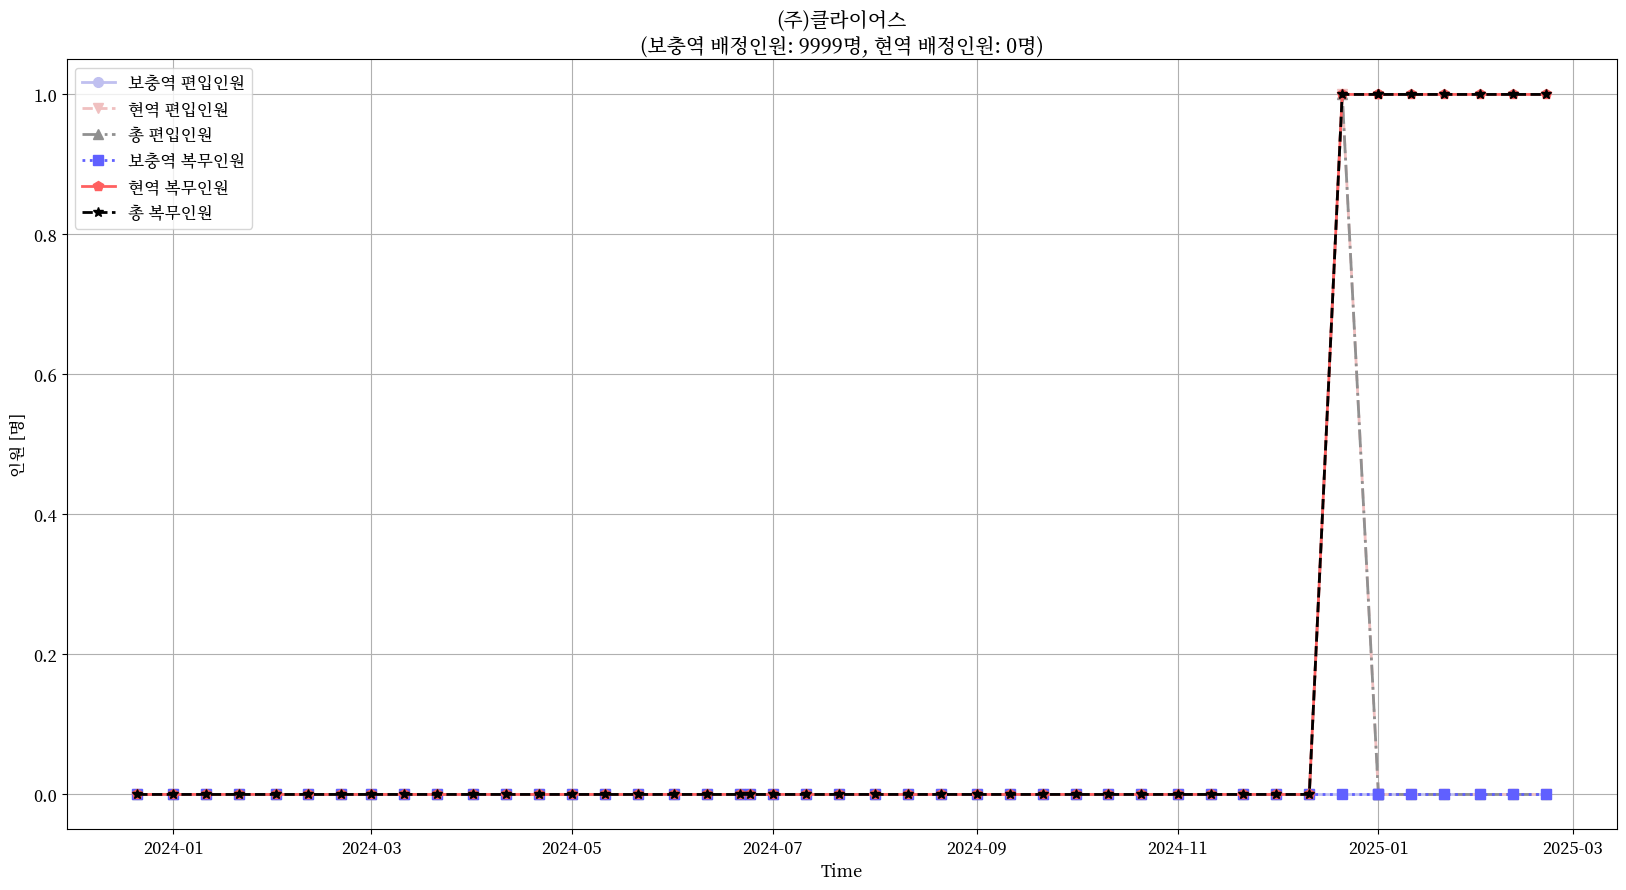 (주)클라이어스
(보충역 배정인원: 9999명, 현역 배정인원: 0명)
보충역 편입인원
현역 편입인원
총 편입인원
보충역 복무인원
현역 복무인원
총 복무인원
인원 [명]
1.0
0.8
0.6
0.4
0.2
0.0
2024-01
2024-03
2024-05
2024-07
2024-09
2024-11
2025-01
2025-03
Time